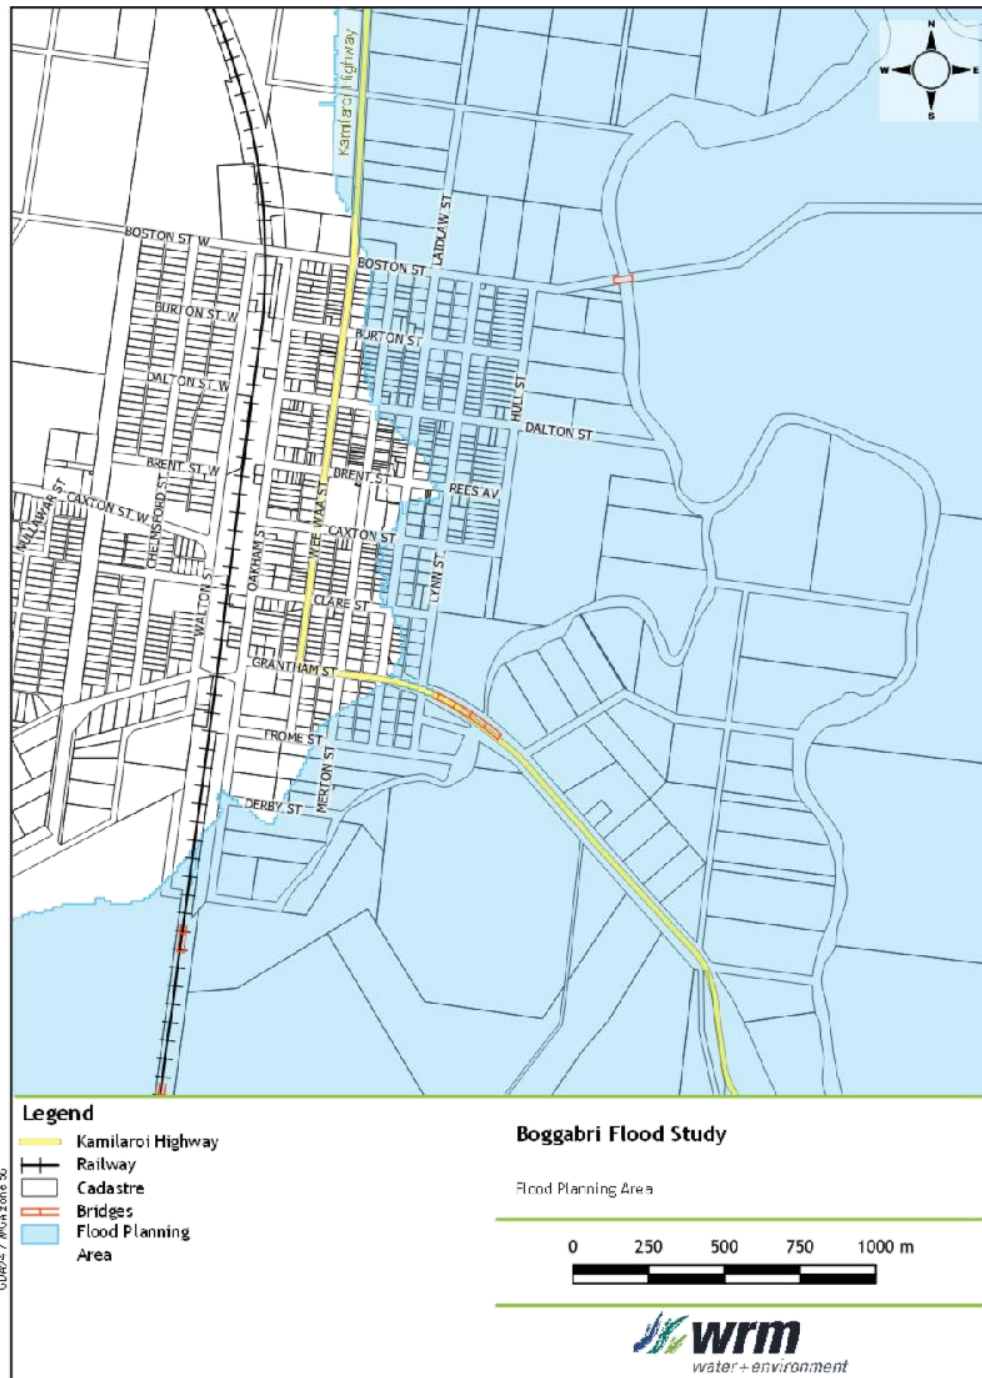 N
W E
S
Kamilaroi Highway
LAIDLAW ST
BOSTON ST W
BOSTON ST
BURTON ST W
BURTON ST
DALTON ST W
HULL ST
DALTON ST
BRENT ST W
BRENT ST
REES AV
NULLAWAR ST
CAXTON ST W
CHELMSFORD ST
WEE WAA ST
CAXTON ST
OAKHAM ST
LYNN ST
WALTON ST
CLARE ST
GRANTHAM ST
FROME ST
MERTON ST
DERBY ST
Legend
Kamilaroi Highway
Railway
Cadastre
Bridges
Flood Planning
Area
Boggabri Flood Study
Flood Planning Area
0 250 500 750 1000 m
wrm
water+environment